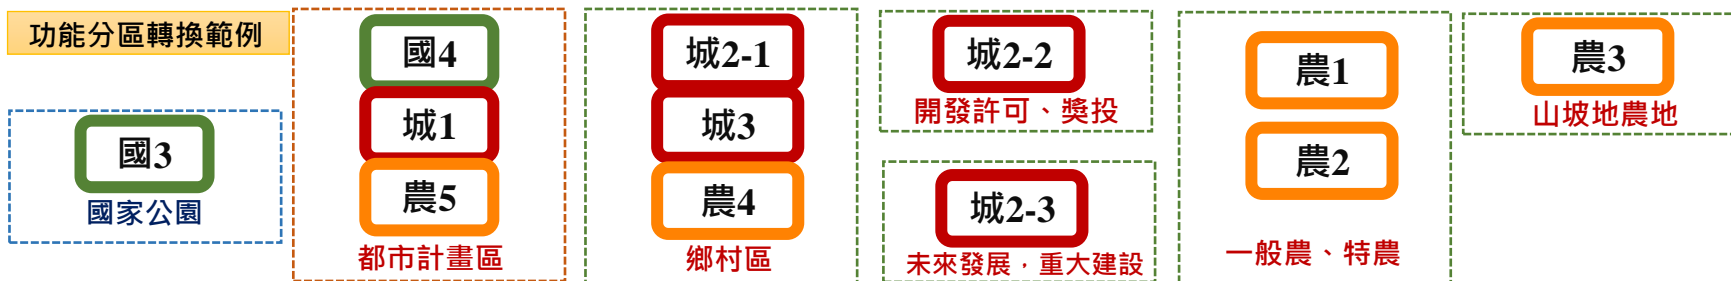 功能分區轉換範例
國3
國家公園
國4
城1
農5
都市計畫區
城2-1
城3
農4
鄉村區
城2-2
開發許可、獎投
城2-3
未來發展，重大建設
農1
農2
一般農、特農
農3
山坡地農地